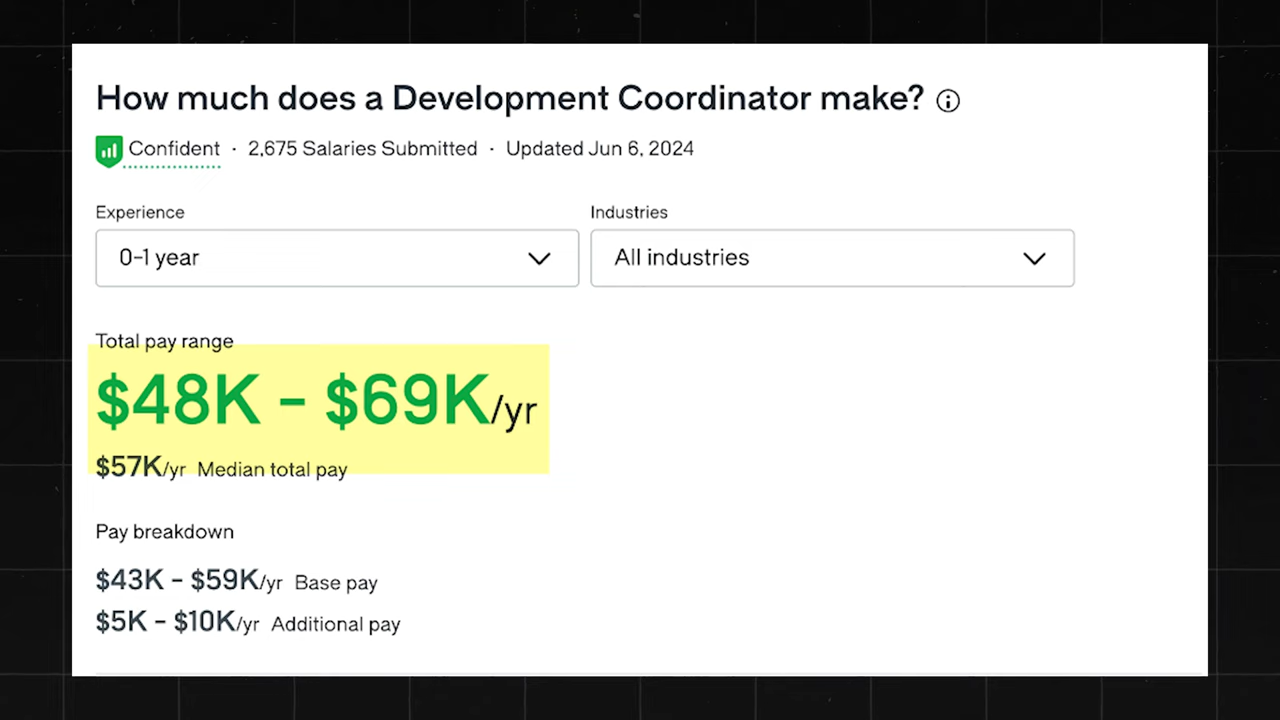 How much does a Development Coordinator make?
Confident · 2,675 Salaries Submitted · Updated Jun 6, 2024
Experience Industries
0-1 year All industries
Total pay range
$48K - $69K/yr
$57K/yr Median total pay
Pay breakdown
$43K - $59K/yr Base pay
$5K - $10K/yr Additional pay